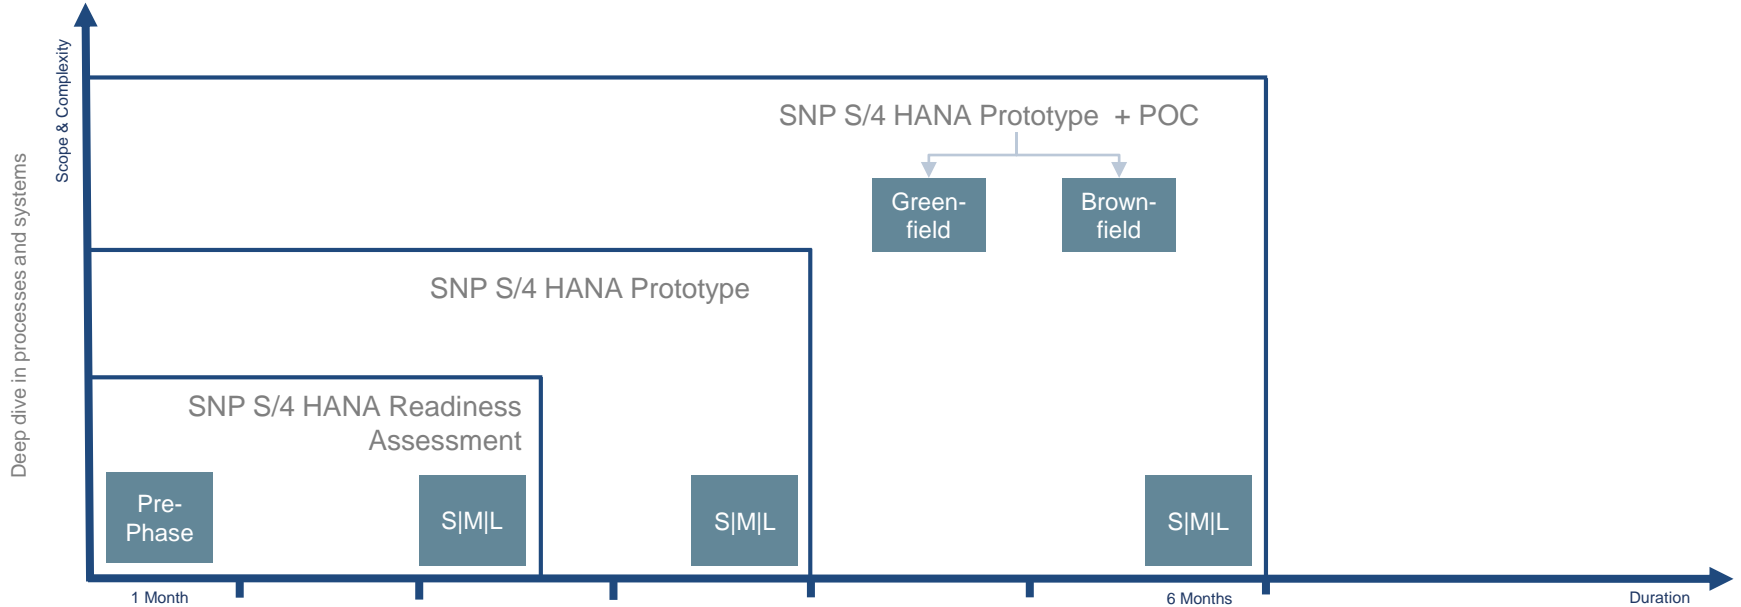 Deep dive in processes and systems
Scope & Complexity
SNP S/4 HANA Prototype + POC
Green-
field
Brown-
field
SNP S/4 HANA Prototype
SNP S/4 HANA Readiness
Assessment
Pre-
Phase
S|M|L
S|M|L
S|M|L
1 Month
6 Months
Duration